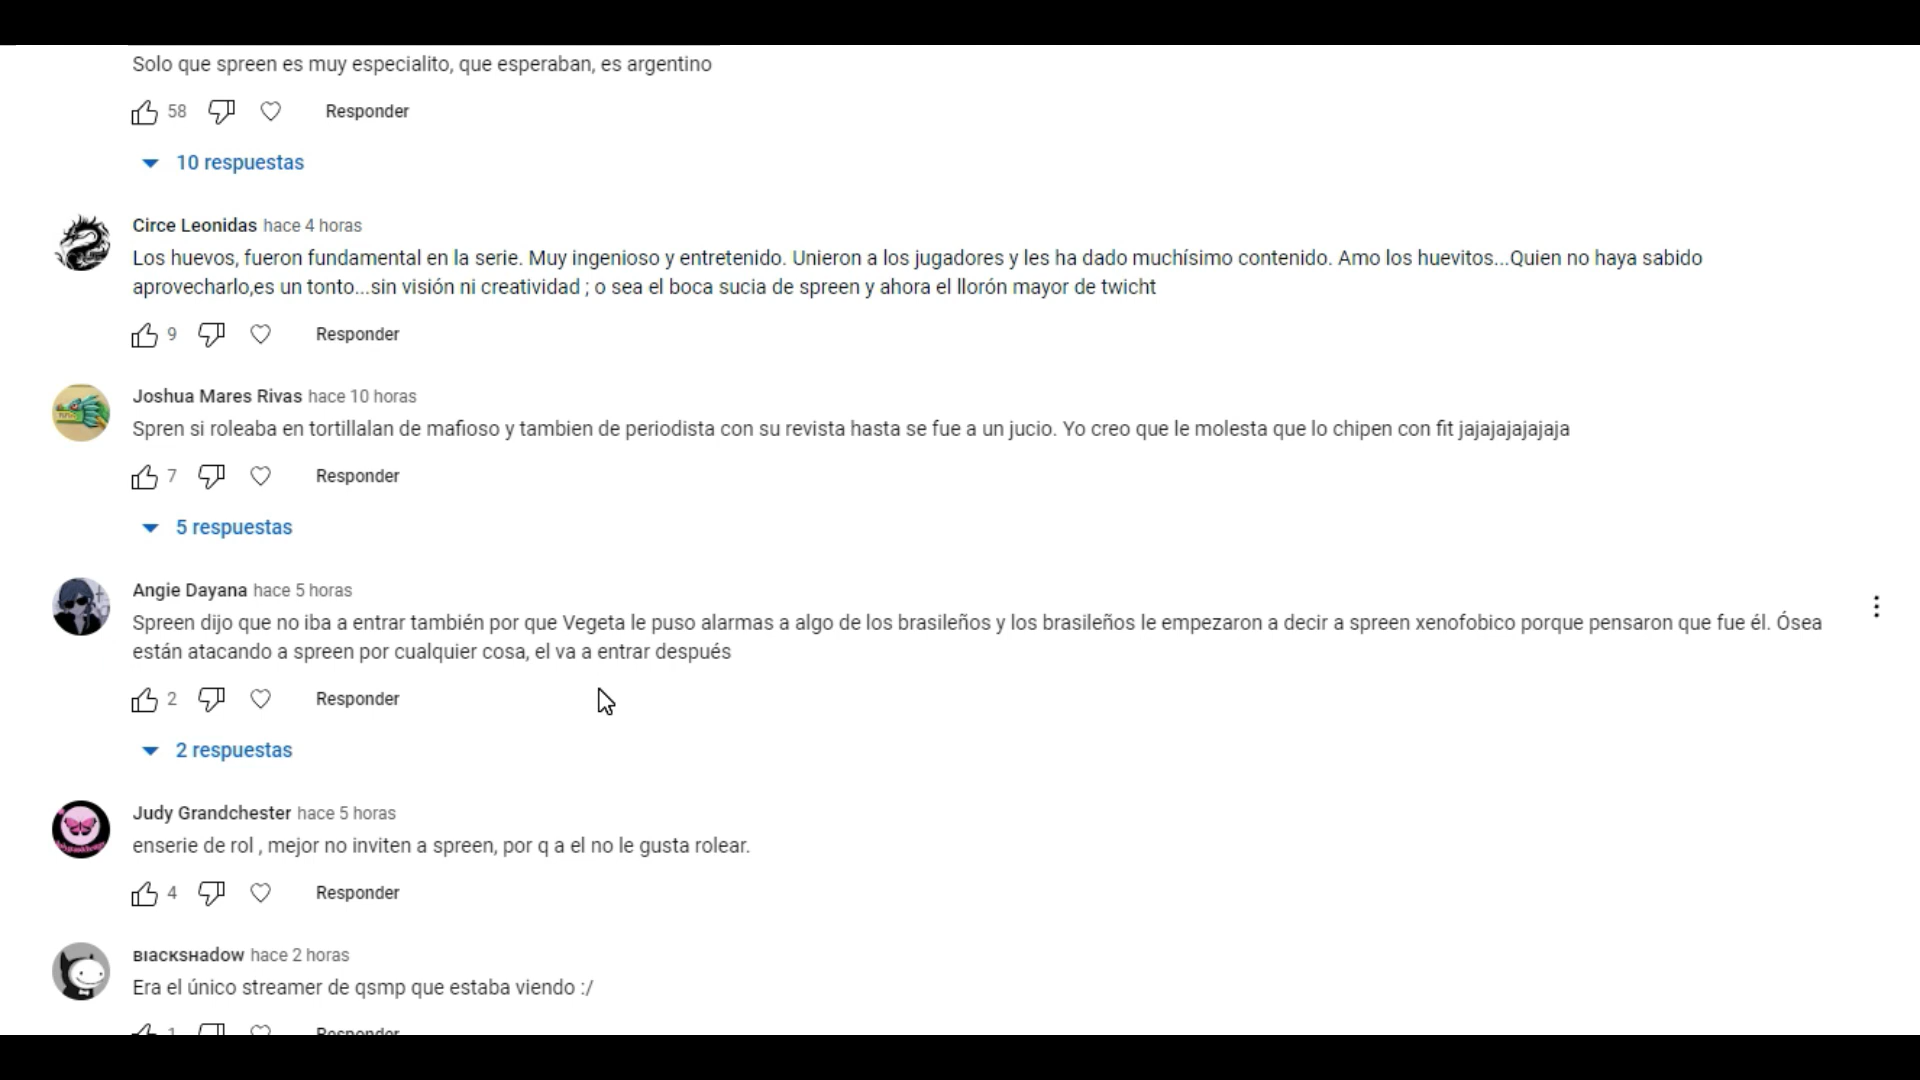 Solo que spreen es muy especialito, que esperaban, es argentino
58 Responder
10 respuestas
Circe Leonidas hace 4 horas
Los huevos, fueron fundamental en la serie. Muy ingenioso y entretenido. Unieron a los jugadores y les ha dado muchísimo contenido. Amo los huevitos...Quien no haya sabido
aprovecharlo,es un tonto...sin visión ni creatividad ; o sea el boca sucia de spreen y ahora el llorón mayor de twicht
9 Responder
Joshua Mares Rivas hace 10 horas
Spren si roleaba en tortillalan de mafioso y tambien de periodista con su revista hasta se fue a un jucio. Yo creo que le molesta que lo chipen con fit jajajajajajaja
7 Responder
5 respuestas
Angie Dayana hace 5 horas
Spreen dijo que no iba a entrar también por que Vegeta le puso alarmas a algo de los brasileños y los brasileños le empezaron a decir a spreen xenofobico porque pensaron que fue él. Ósea
están atacando a spreen por cualquier cosa, el va a entrar después
2 Responder
2 respuestas
Judy Grandchester hace 5 horas
enserie de rol , mejor no inviten a spreen, por q a el no le gusta rolear.
4 Responder
ʙιacκsʜadow hace 2 horas
Era el único streamer de qsmp que estaba viendo :/
1 Responder